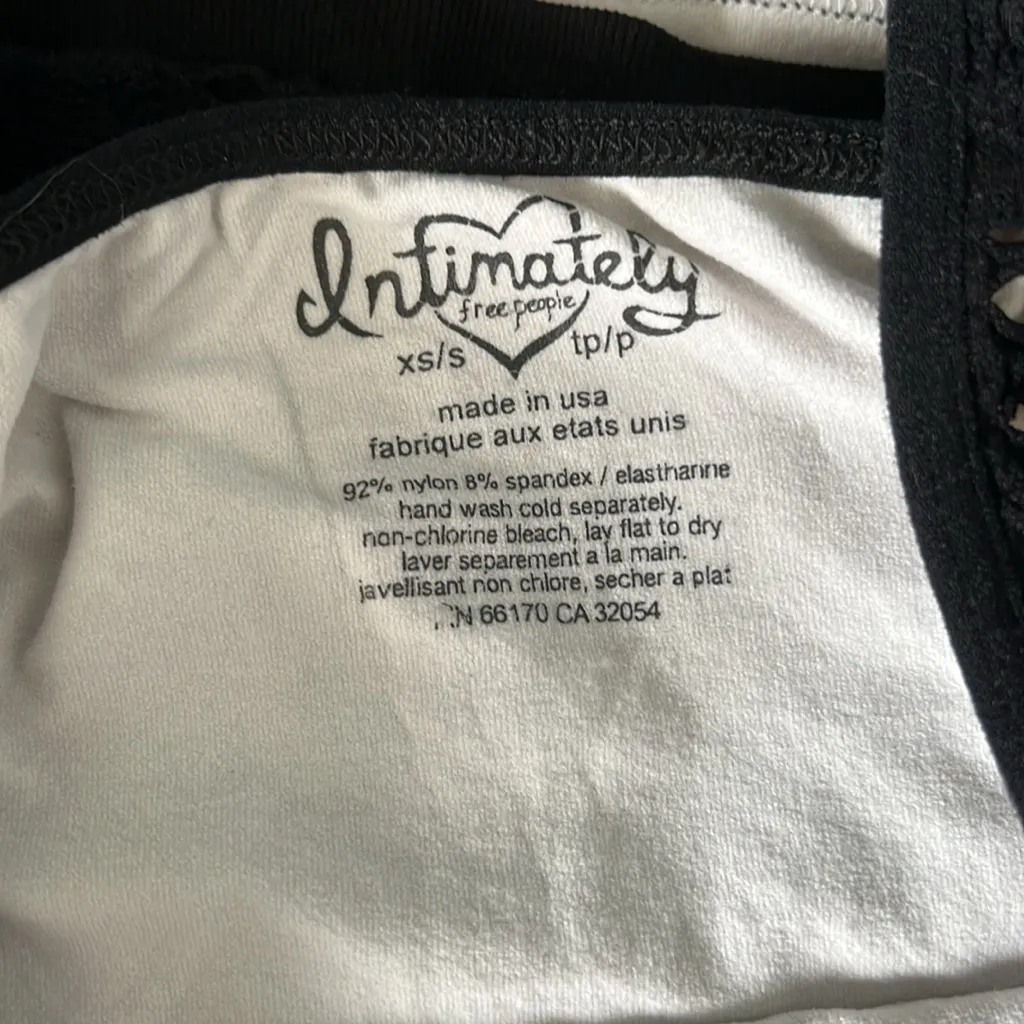 Intimately
free people
xs/s tp/p
made in usa
fabrique aux etats unis
92% nylon 8% spandex / elasthanne
hand wash cold separately.
non-chlorine bleach, lay flat to dry
laver separement a la main.
javellisant non chlore, secher a plat
66170 CA 32054